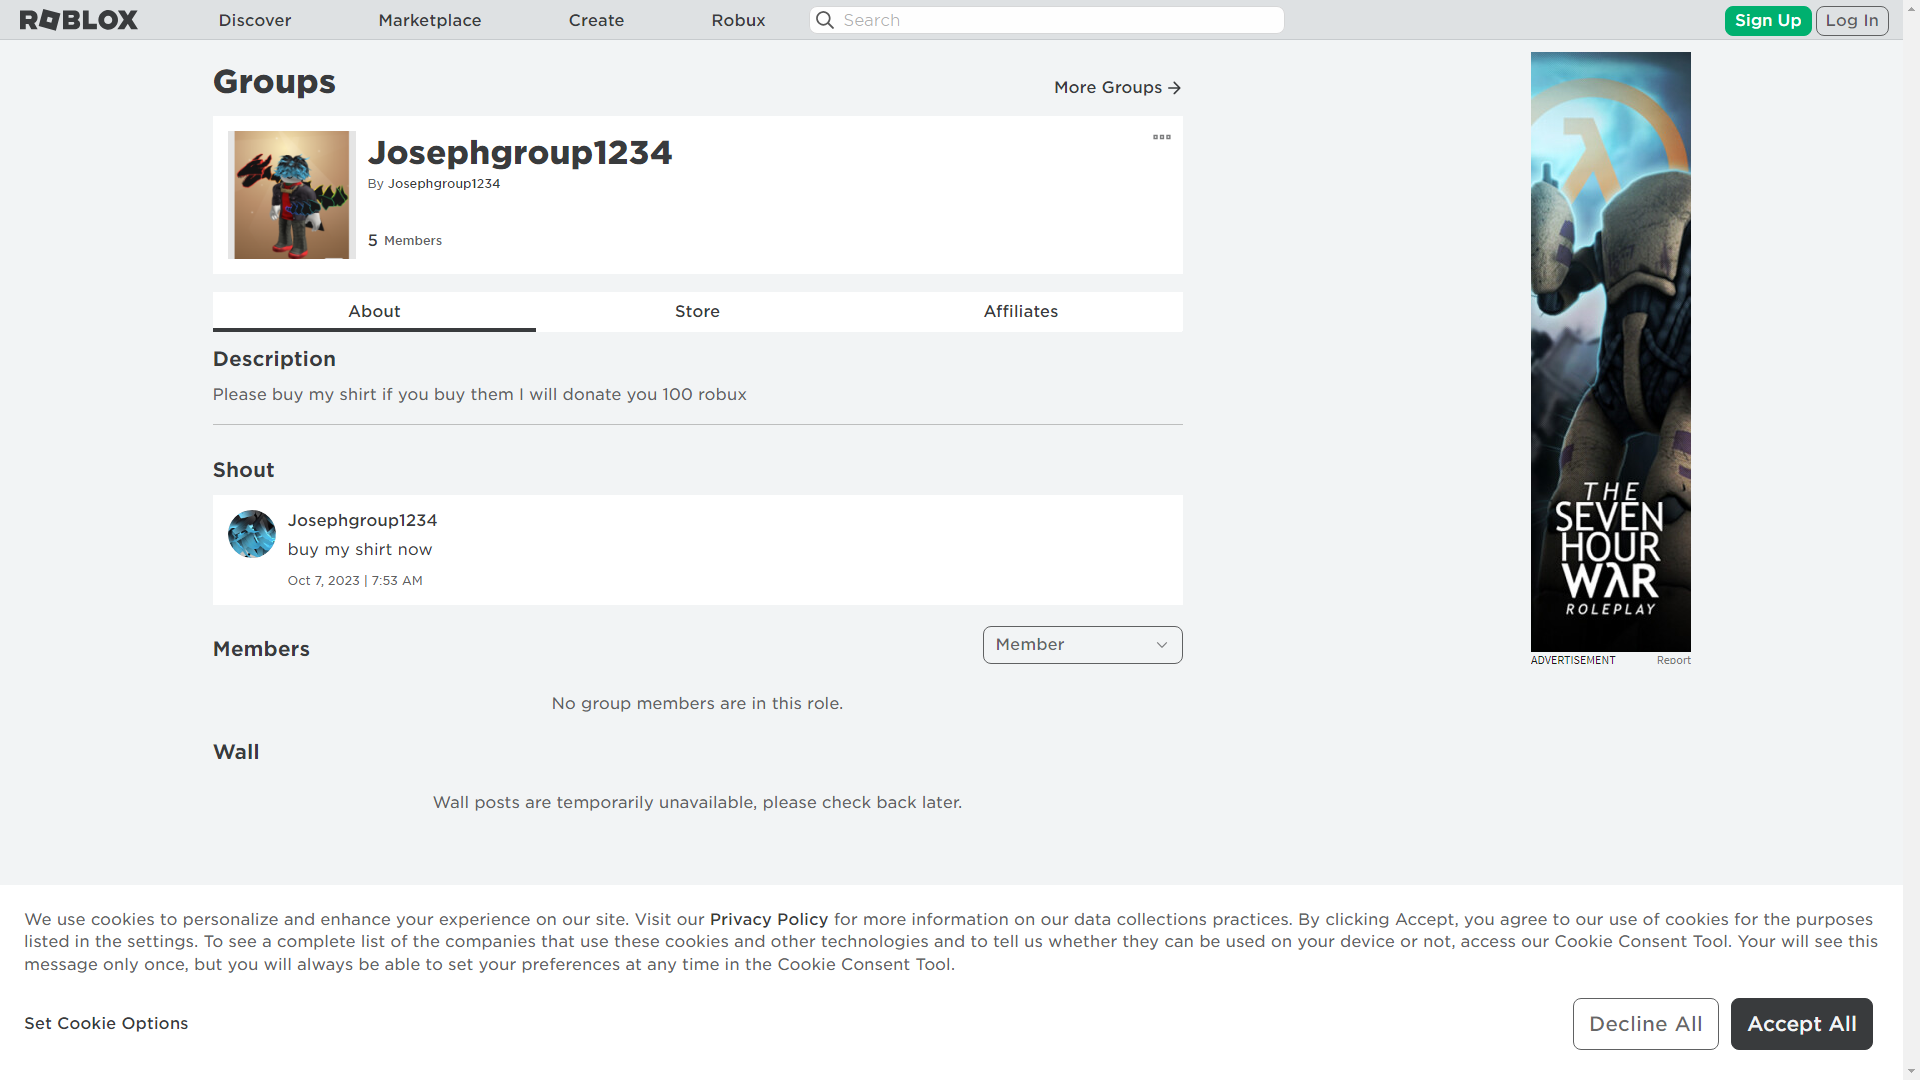 ROBLOX
Discover
Marketplace
Create
Robux
Search
Sign Up
Log In
Groups
More Groups
Josephgroup1234
By Josephgroup1234
5 Members
About
Store
Affiliates
Description
Please buy my shirt if you buy them I will donate you 100 robux
Shout
Josephgroup1234
buy my shirt now
Oct 7, 2023 | 7:53 AM
Members
Member
No group members are in this role.
Wall
Wall posts are temporarily unavailable, please check back later.
THE
SEVEN
HOUR
WAR
ROLEPLAY
ADVERTISEMENT
Report
We use cookies to personalize and enhance your experience on our site. Visit our Privacy Policy for more information on our data collections practices. By clicking Accept, you agree to our use of cookies for the purposes
listed in the settings. To see a complete list of the companies that use these cookies and other technologies and to tell us whether they can be used on your device or not, access our Cookie Consent Tool. Your will see this
message only once, but you will always be able to set your preferences at any time in the Cookie Consent Tool.
Set Cookie Options
Decline All
Accept All